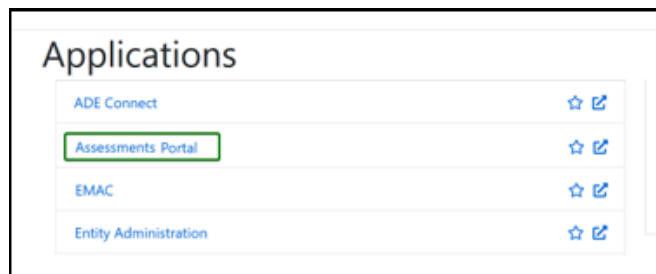 Applications
ADE Connect
Assessments Portal
EMAC
Entity Administration